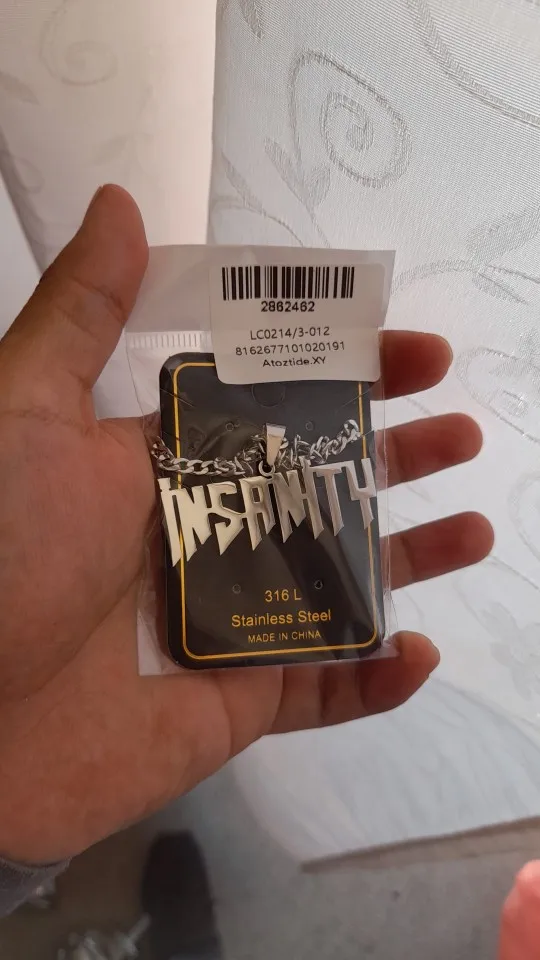 2862462
LC0214/3-012
8162677101020191
Atoztide.XY
INSANITY
316 L
Stainless Steel
MADE IN CHINA